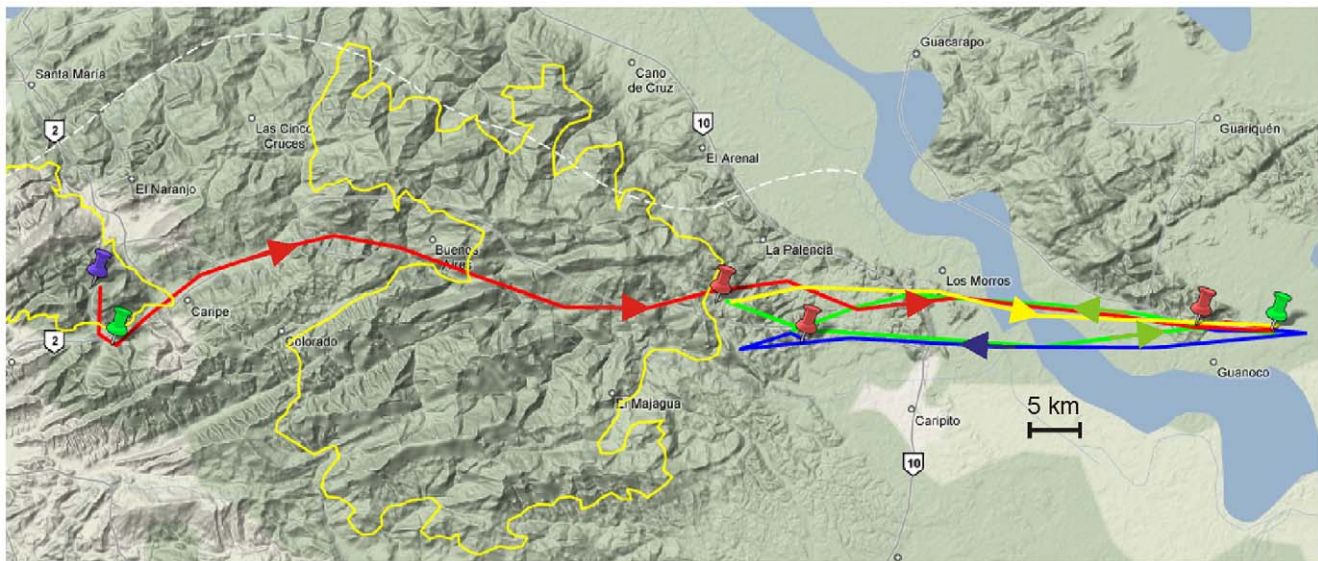 Guacarapo
Santa María
Cano
de Cruz
Las Cinco
Cruces
10
Guariquén
2
El Arenal
El Naranjo
Buenos
Aires
La Palencia
Los Morros
Caripe
2
Colorado
Guanoco
El Majagua
5 km
Caripito
10